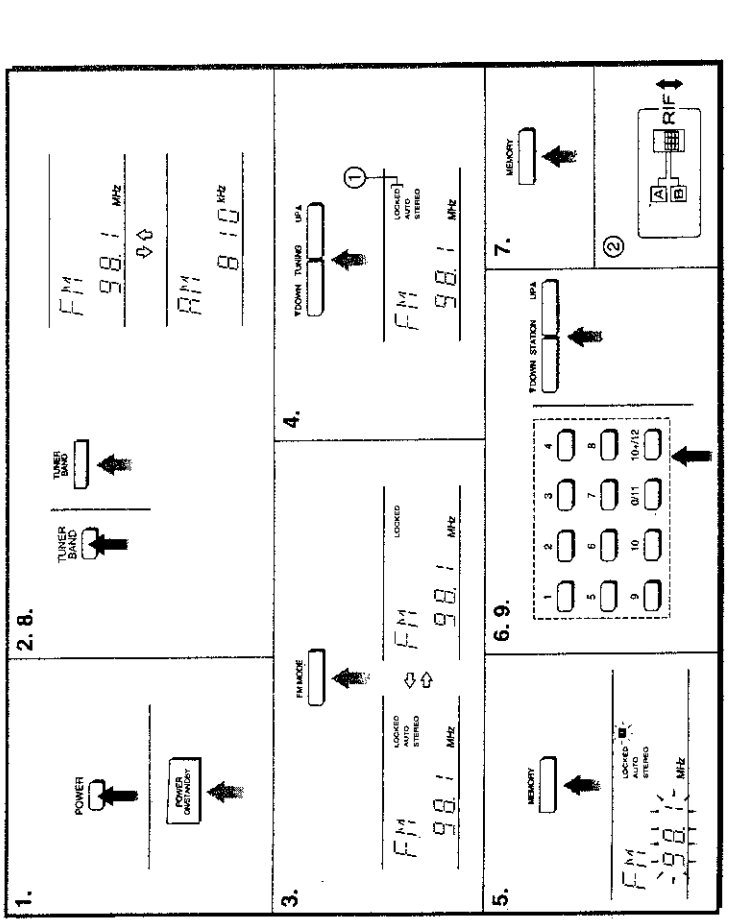 1.
POWER
POWER
ON/STANDBY
2. 8.
TUNER
BAND
TUNER
BAND
FM
98.1 MHz
AM
810 kHz
3.
FM MODE
FM
98.1 MHz
LOCKED
AUTO
STEREO
FM
98.1 MHz
LOCKED
4.
▼DOWN TUNING UP▲
FM
98.1 MHz
LOCKED
AUTO
STEREO
1
5.
MEMORY
FM
98.1 MHz
LOCKED
AUTO
STEREO
6. 9.
1 2 3 4
5 6 7 8
9 10 0/11 10+/12
▼DOWN STATION UP▲
7.
MEMORY
2
A
B
RIF